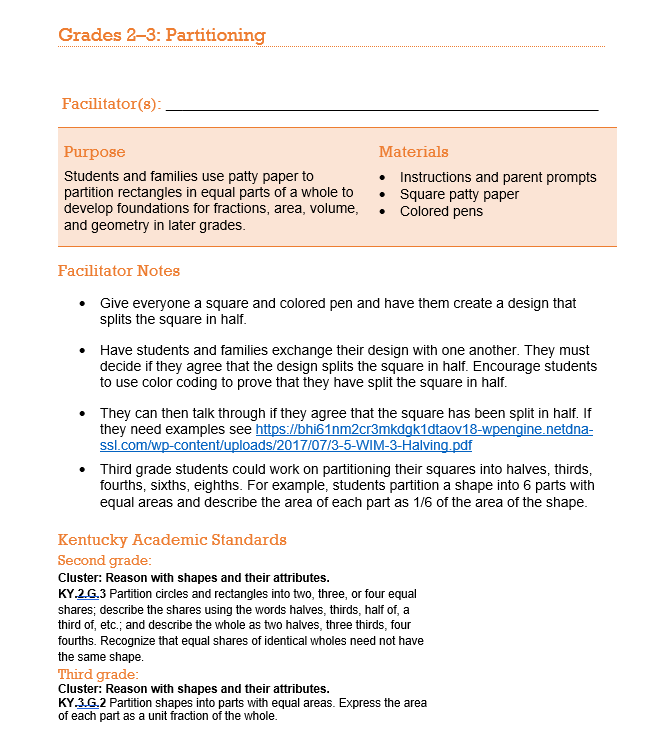 Grades 2–3: Partitioning
Facilitator(s): ______________________________
Purpose
Students and families use patty paper to
partition rectangles in equal parts of a whole to
develop foundations for fractions, area, volume,
and geometry in later grades.
Materials
• Instructions and parent prompts
• Square patty paper
• Colored pens
Facilitator Notes
• Give everyone a square and colored pen and have them create a design that
splits the square in half.
• Have students and families exchange their design with one another. They must
decide if they agree that the design splits the square in half. Encourage students
to use color coding to prove that they have split the square in half.
• They can then talk through if they agree that the square has been split in half. If
they need examples see https://bhi61nm2cr3mkdgk1dtaov18-wpengine.netdna-
ssl.com/wp-content/uploads/2017/07/3-5-WIM-3-Halving.pdf
• Third grade students could work on partitioning their squares into halves, thirds,
fourths, sixths, eighths. For example, students partition a shape into 6 parts with
equal areas and describe the area of each part as 1/6 of the area of the shape.
Kentucky Academic Standards
Second grade:
Cluster: Reason with shapes and their attributes.
KY.2.G.3 Partition circles and rectangles into two, three, or four equal
shares; describe the shares using the words halves, thirds, half of, a
third of, etc.; and describe the whole as two halves, three thirds, four
fourths. Recognize that equal shares of identical wholes need not have
the same shape.
Third grade:
Cluster: Reason with shapes and their attributes.
KY.3.G.2 Partition shapes into parts with equal areas. Express the area
of each part as a unit fraction of the whole.